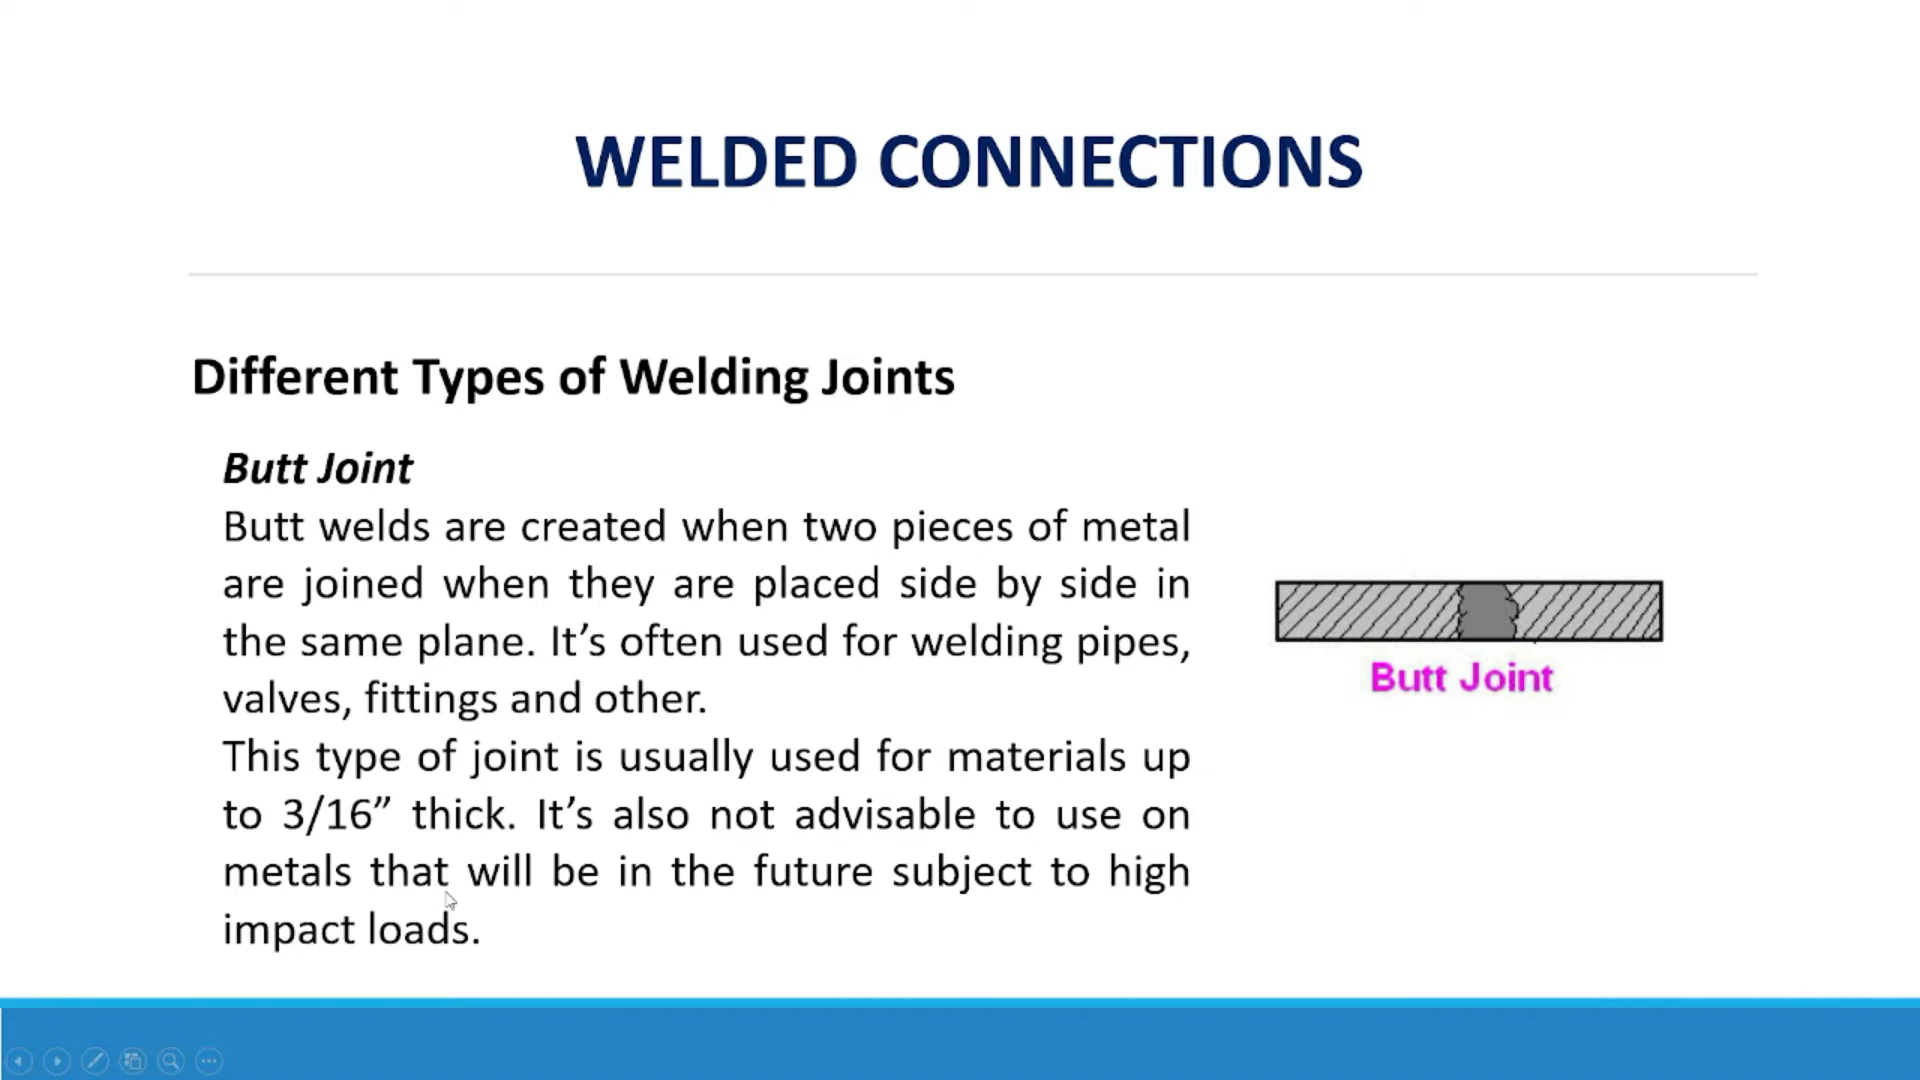 WELDED CONNECTIONS
Different Types of Welding Joints
Butt Joint
Butt welds are created when two pieces of metal
are joined when they are placed side by side in
the same plane. It’s often used for welding pipes,
valves, fittings and other.
This type of joint is usually used for materials up
to 3/16” thick. It’s also not advisable to use on
metals that will be in the future subject to high
impact loads.
Butt Joint